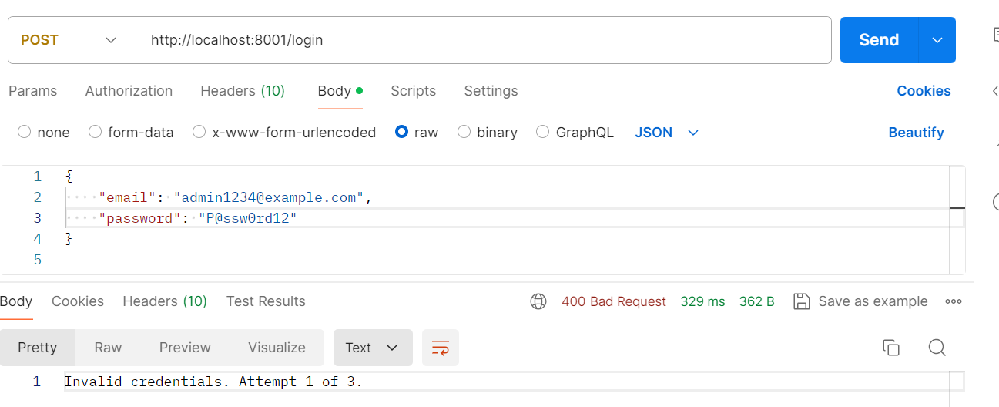 POST http://localhost:8001/login Send
Params Authorization Headers (10) Body Scripts Settings Cookies
none form-data x-www-form-urlencoded raw binary GraphQL JSON Beautify
1 {
2 "email": "admin1234@example.com",
3 "password": "P@ssw0rd12"
4 }
5
Body Cookies Headers (10) Test Results 400 Bad Request 329 ms 362 B Save as example
Pretty Raw Preview Visualize Text
1 Invalid credentials. Attempt 1 of 3.